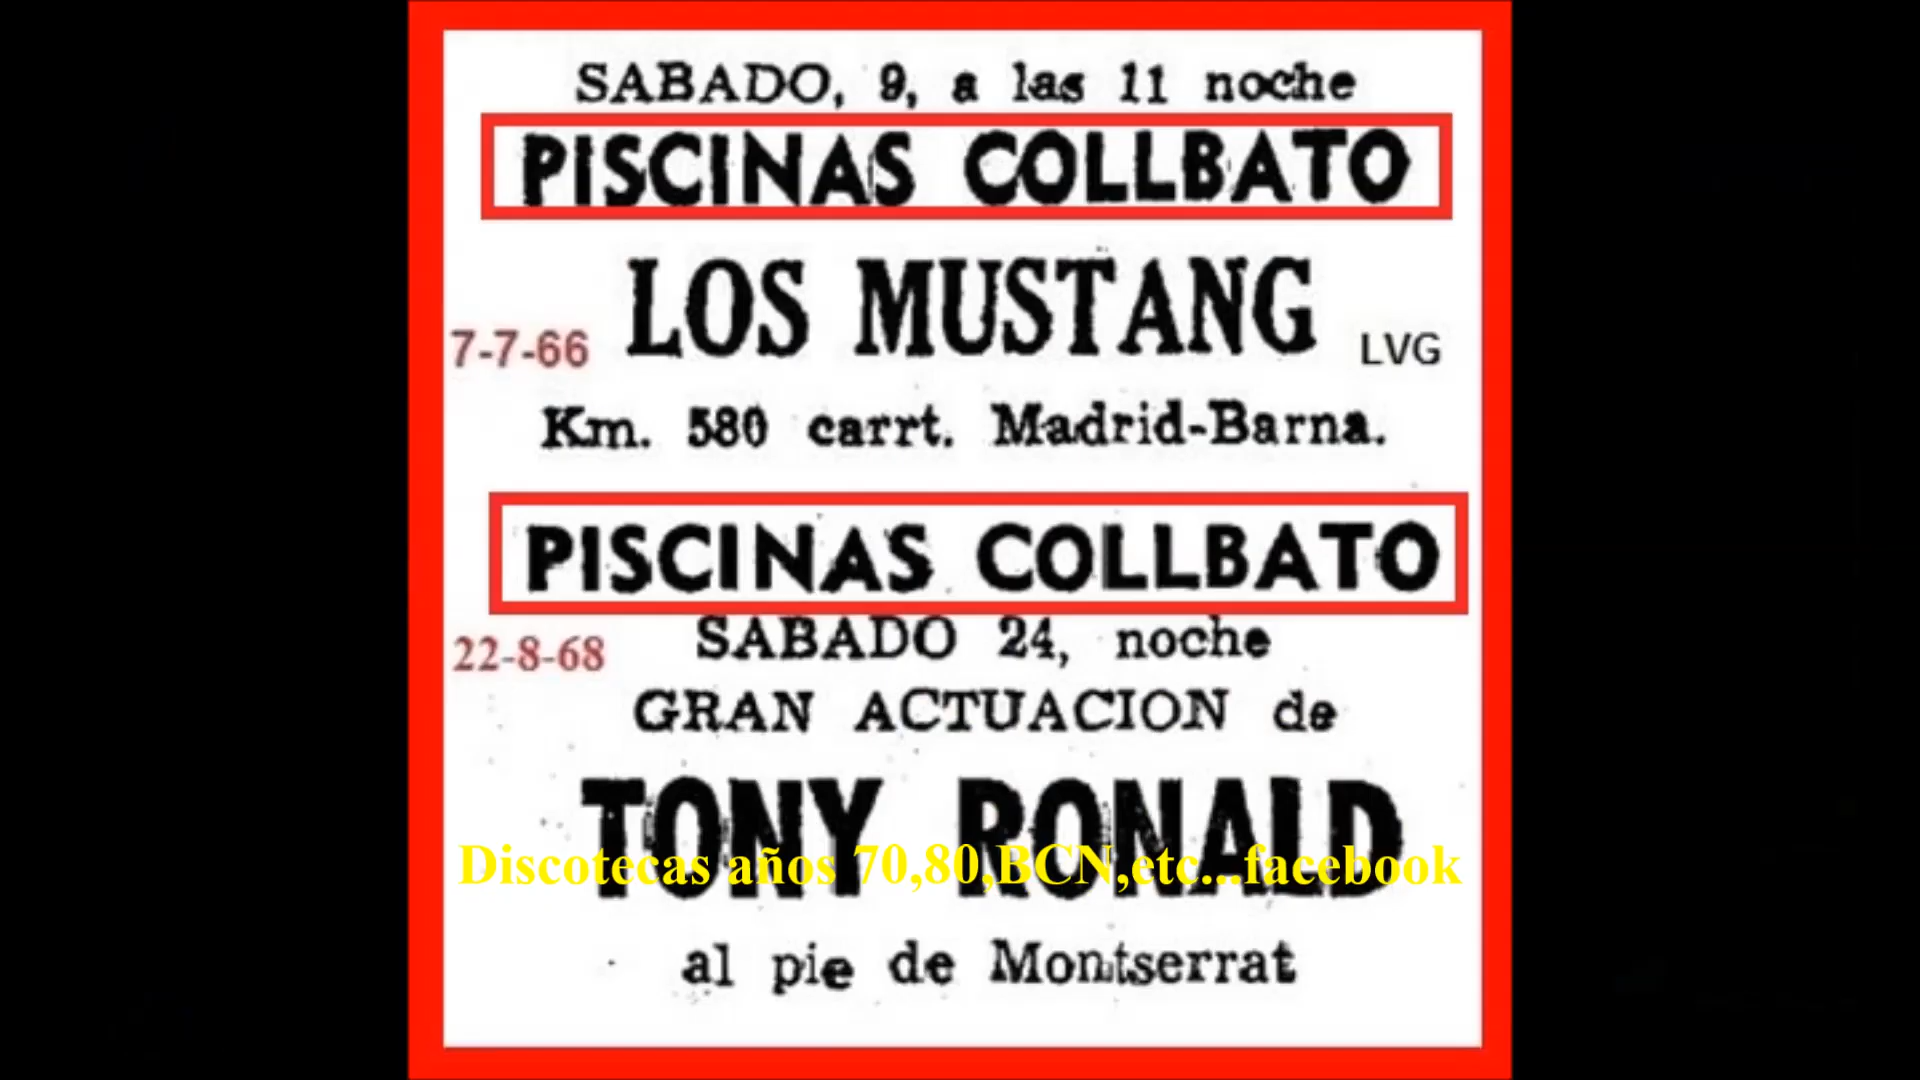 SABADO, 9, a las 11 noche
PISCINAS COLLBATO
LOS MUSTANG
7-7-66
LVG
Km. 580 carrt. Madrid-Barna.
PISCINAS COLLBATO
22-8-68
SABADO 24, noche
GRAN ACTUACION de
TONY RONALD
Discotecas años 70,80,BCN,etc...facebook
al pie de Montserrat